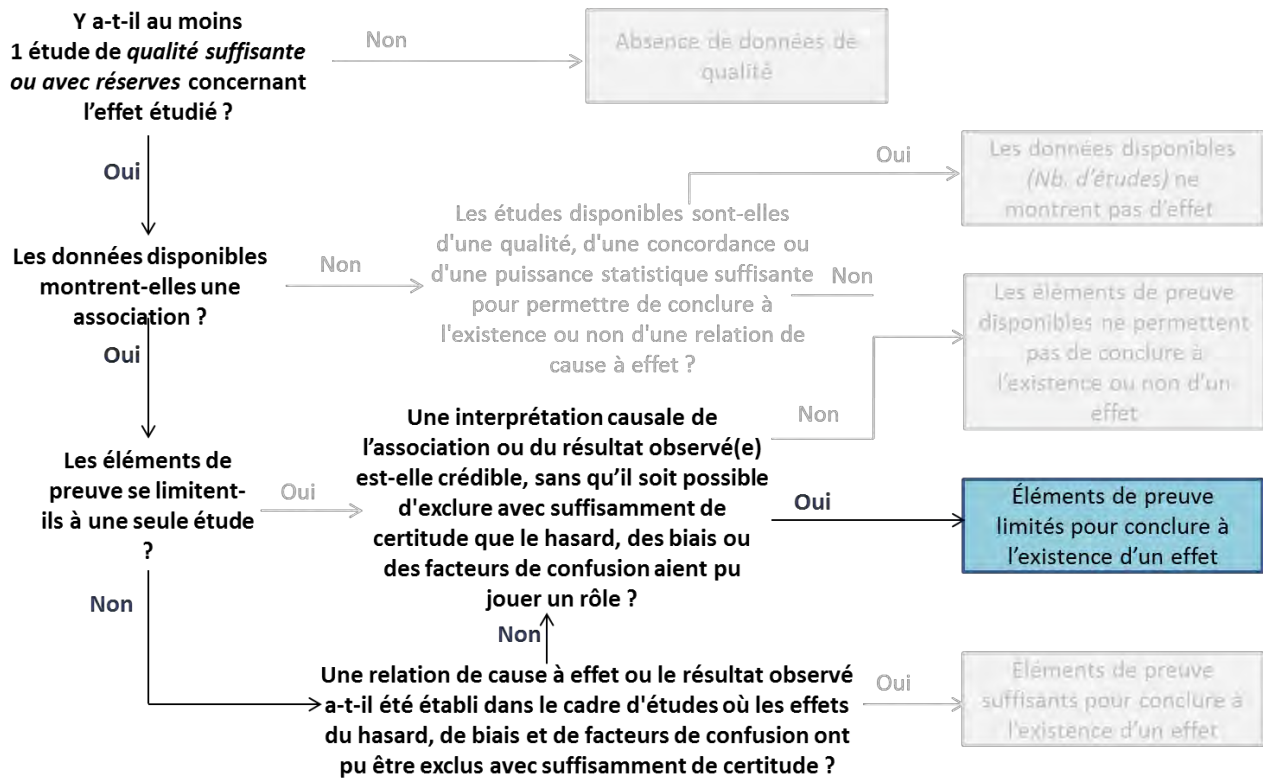 Y a-t-il au moins
1 étude de qualité suffisante
ou avec réserves concernant
l'effet étudié ?
Non
Absence de données de
qualité
Oui
Les données disponibles
montrent-elles une
association ?
Non
Les études disponibles sont-elles
d'une qualité, d'une concordance ou
d'une puissance statistique suffisante
pour permettre de conclure à
l'existence ou non d'une relation de
cause à effet ?
Oui
Les données disponibles
(Nb. d'études) ne
montrent pas d'effet
Non
Les éléments de preuve
disponibles ne permettent
pas de conclure à
l'existence ou non d'un
effet
Oui
Les éléments de
preuve se limitent-
ils à une seule étude
?
Oui
Une interprétation causale de
l'association ou du résultat observé(e)
est-elle crédible, sans qu'il soit possible
d'exclure avec suffisamment de
certitude que le hasard, des biais ou
des facteurs de confusion aient pu
jouer un rôle ?
Non
Oui
Éléments de preuve
limités pour conclure à
l'existence d'un effet
Non
Non
Une relation de cause à effet ou le résultat observé
a-t-il été établi dans le cadre d'études où les effets
du hasard, de biais et de facteurs de confusion ont
pu être exclus avec suffisamment de certitude ?
Oui
Éléments de preuve
suffisants pour conclure à
l'existence d'un effet